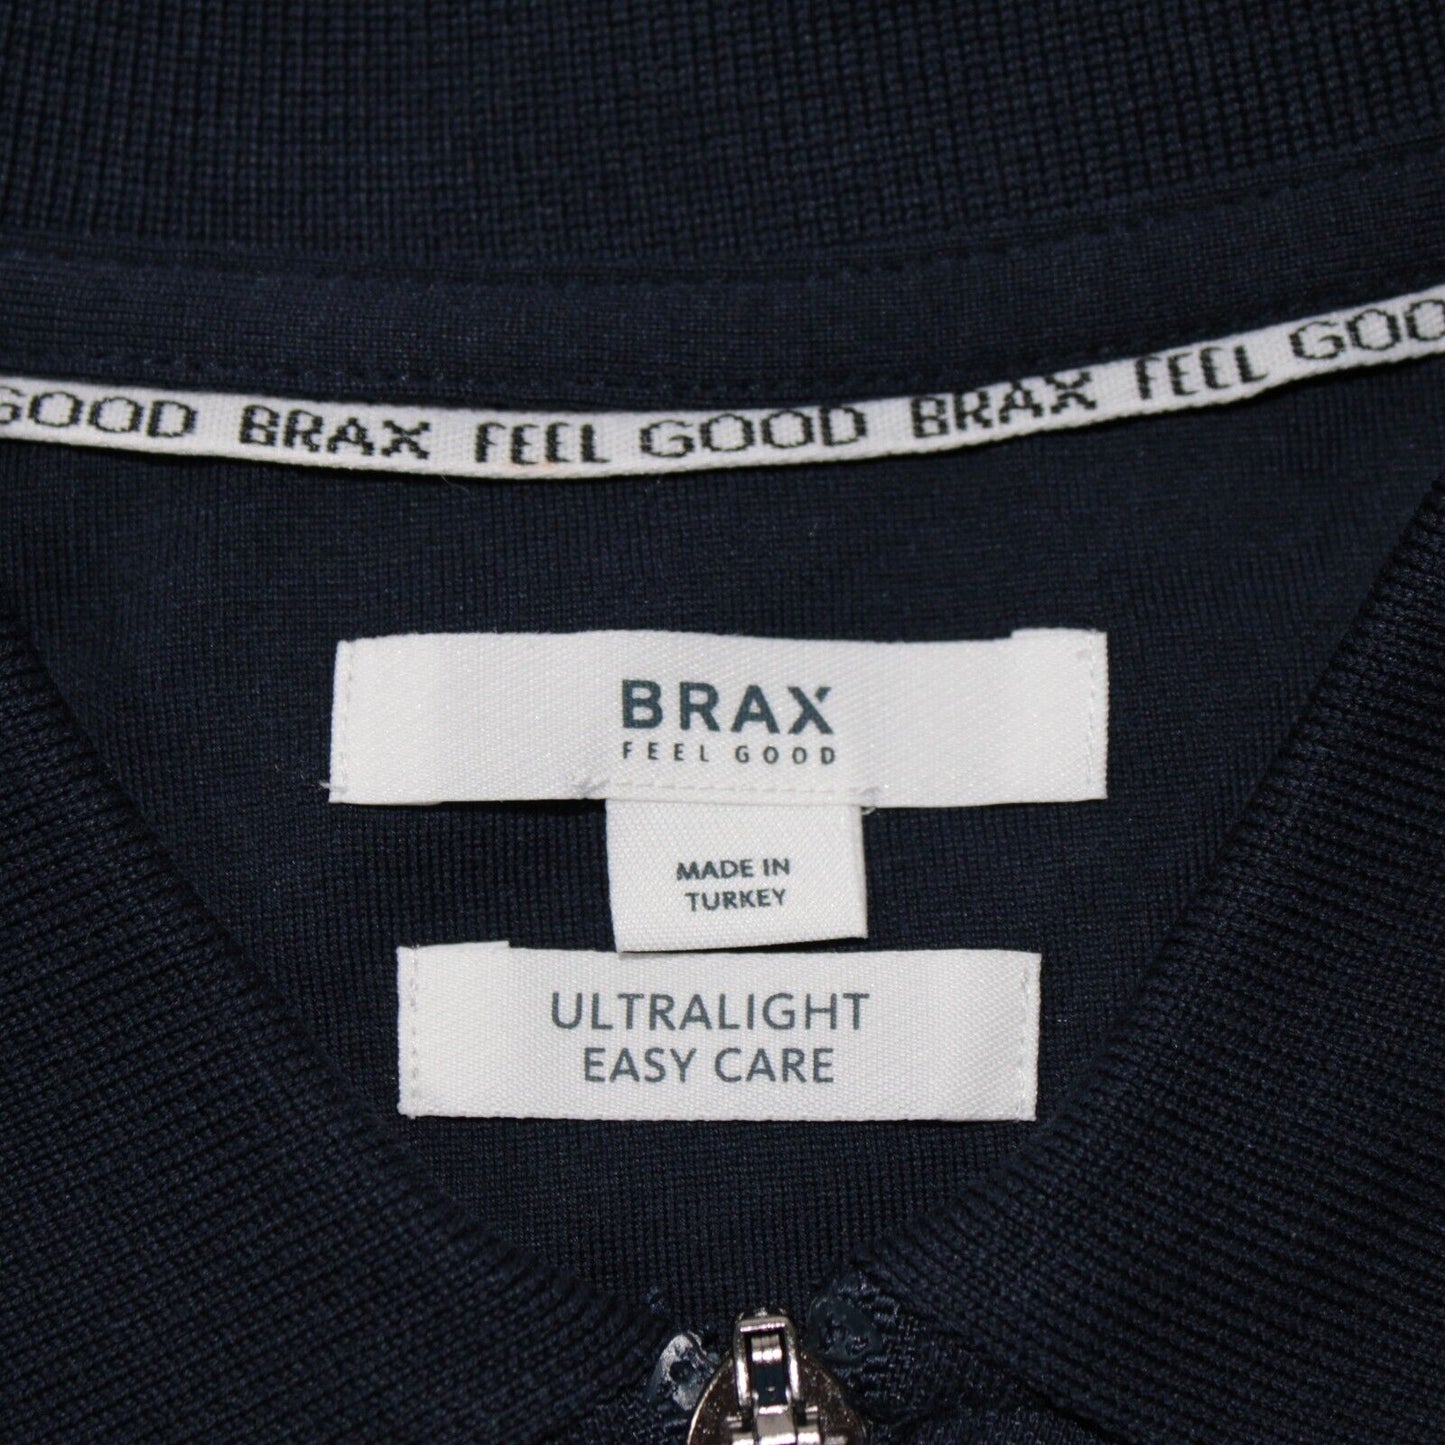 GOOD BRAX FEEL GOOD BRAX FEEL GOO
BRAX
FEEL GOOD
MADE IN
TURKEY
ULTRALIGHT
EASY CARE